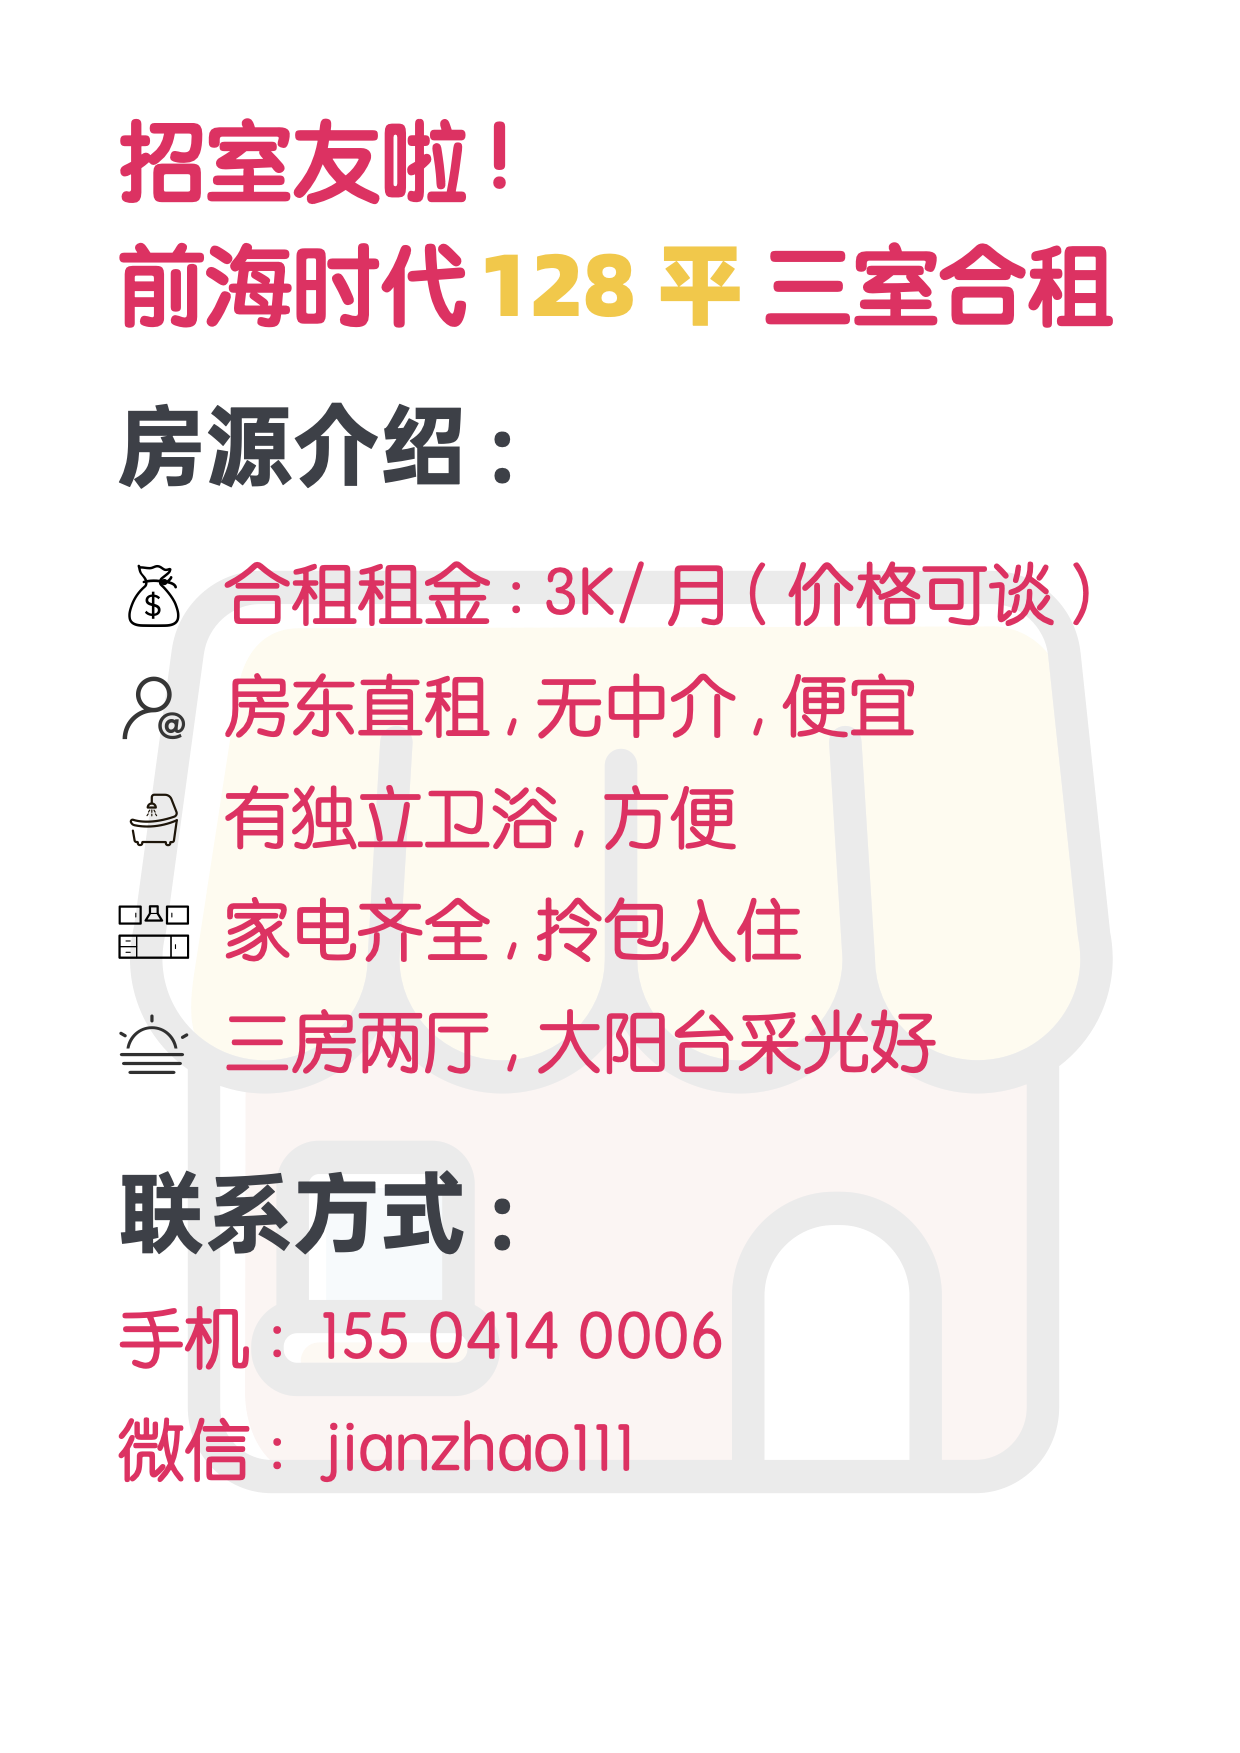 招室友啦！
前海时代128平三室合租
房源介绍：
合租租金：3K/月（价格可谈）
房东直租，无中介，便宜
有独立卫浴，方便
家电齐全，拎包入住
三房两厅，大阳台采光好
联系方式：
手机：155 0414 0006
微信：jianzhao111